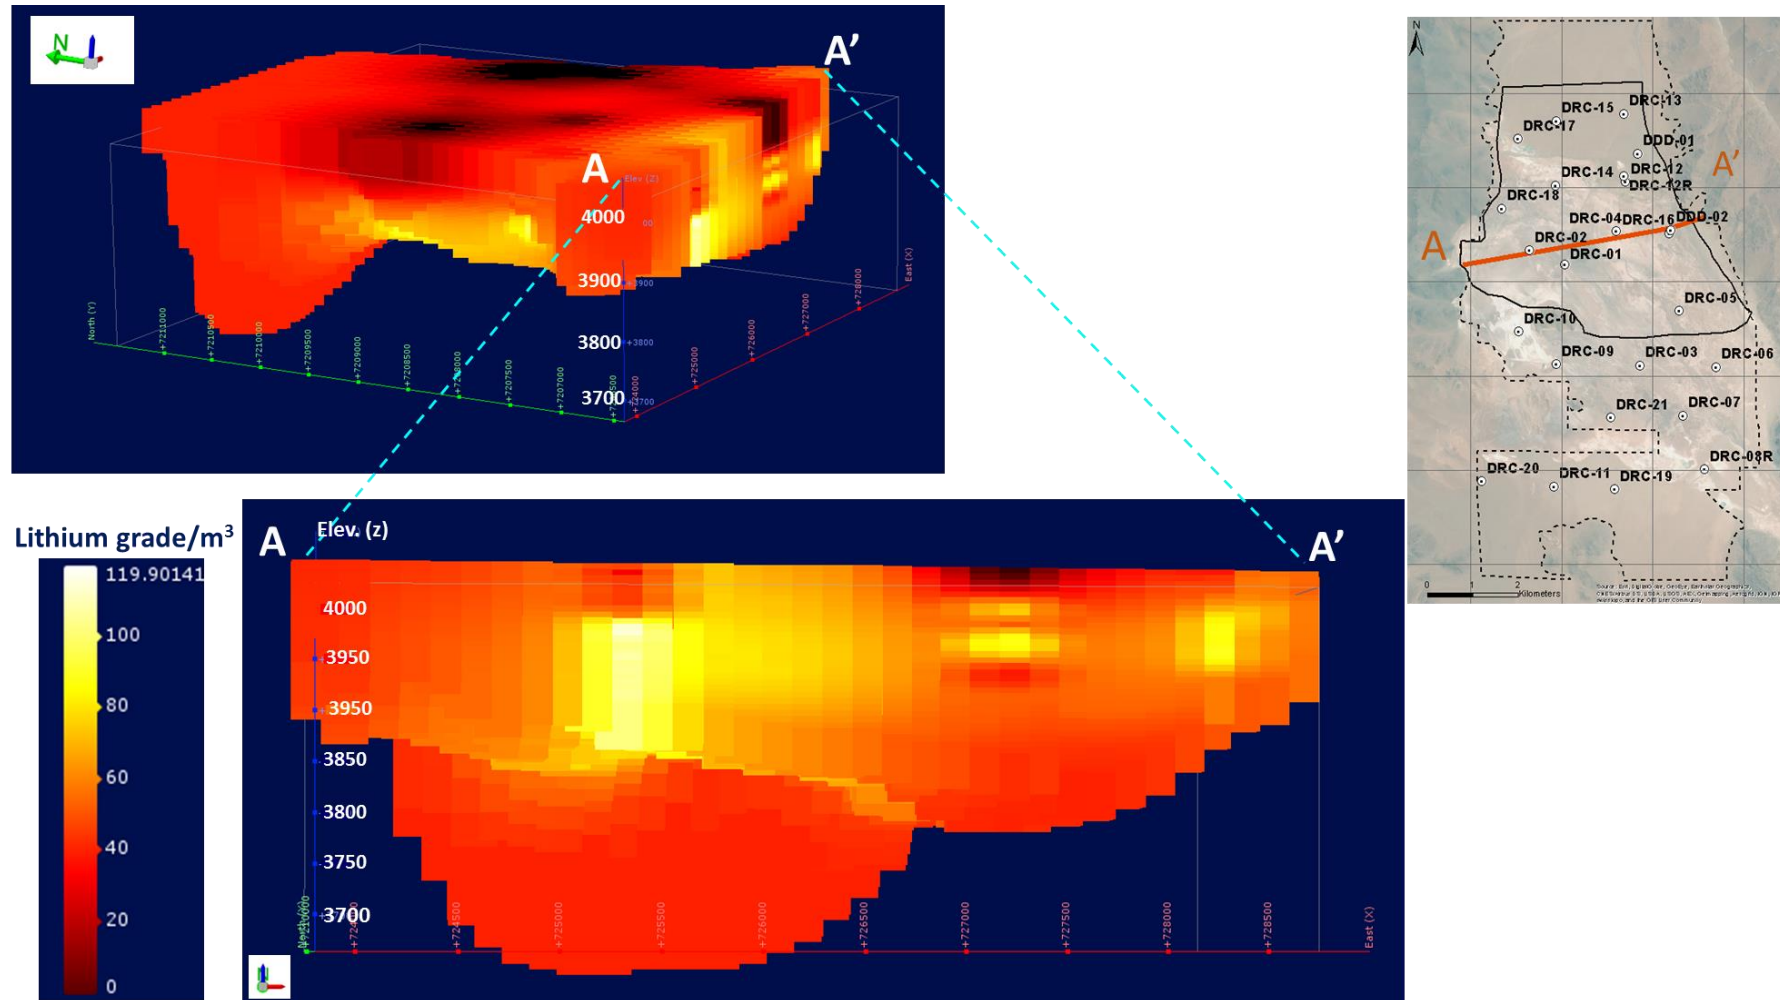 N
A'
A
Elev (Z)
4000
00
3900
+3900
3800
+3800
3700
+3700
North (Y)
+7211000
+7210500
+7210000
+7209500
+7209000
+7208500
+7207500
+7207000
+724000
+725000
+726000
+727000
+728000
East (X)
Lithium grade/m³
119.90141
100
80
60
40
20
0
A
Elev. (z)
A'
4000
3950
3950
3850
3800
3750
3700
+7210000
+724500
+725000
+725500
+726000
+726500
+727000
+727500
+728000
+728500
East (X)
N
N
DRC-15
DRC-13
DRC-17
DDD-01
DRC-14
DRC-12
DRC-12R
A'
DRC-18
DRC-04
DRC-16
DDD-02
A
DRC-02
DRC-01
DRC-05
DRC-10
DRC-09
DRC-03
DRC-06
DRC-21
DRC-07
DRC-08R
DRC-20
DRC-11
DRC-19
0 1 2
Kilometers